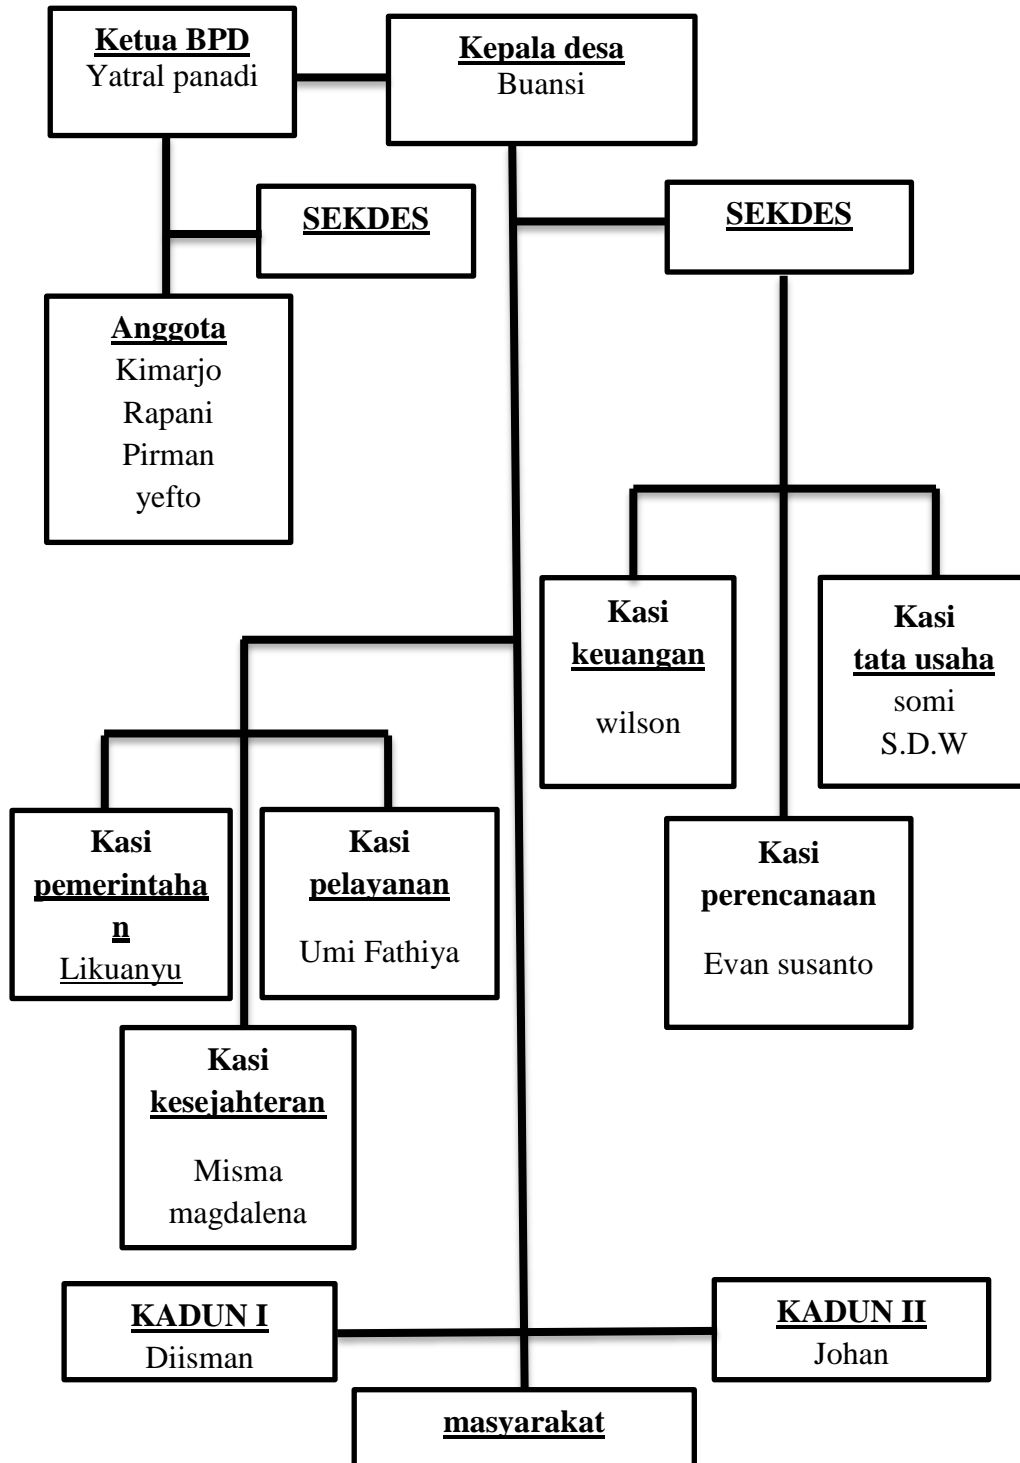 Ketua BPD
Yatral panadi
Kepala desa
Buansi
SEKDES
SEKDES
Anggota
Kimarjo
Rapani
Pirman
yefto
Kasi
keuangan
wilson
Kasi
tata usaha
somi
S.D.W
Kasi
pemerintaha
n
Likuanyu
Kasi
pelayanan
Umi Fathiya
Kasi
perencanaan
Evan susanto
Kasi
kesejahteran
Misma
magdalena
KADUN I
Diisman
KADUN II
Johan
masyarakat